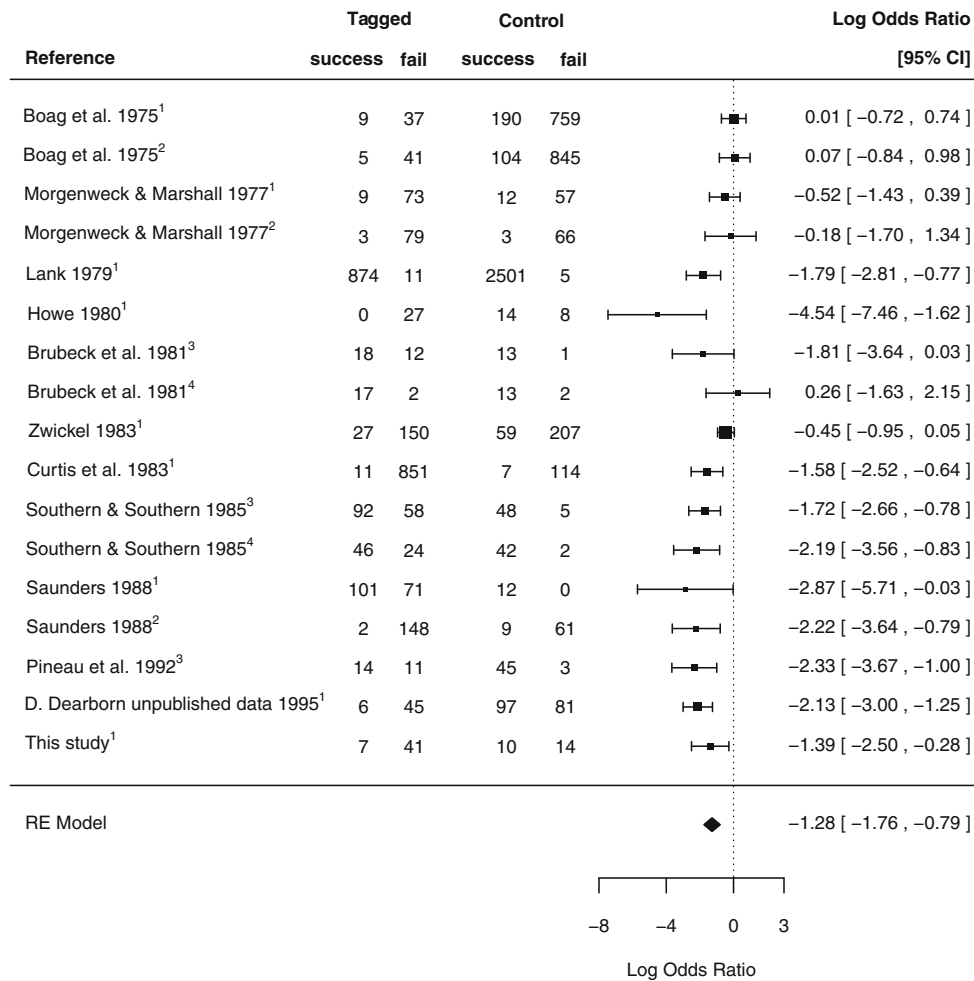 Tagged Control Log Odds Ratio
Reference success fail success fail [95% CI]
Boag et al. 1975¹ 9 37 190 759 0.01 [ −0.72 , 0.74 ]
Boag et al. 1975² 5 41 104 845 0.07 [ −0.84 , 0.98 ]
Morgenweck & Marshall 1977¹ 9 73 12 57 −0.52 [ −1.43 , 0.39 ]
Morgenweck & Marshall 1977² 3 79 3 66 −0.18 [ −1.70 , 1.34 ]
Lank 1979¹ 874 11 2501 5 −1.79 [ −2.81 , −0.77 ]
Howe 1980¹ 0 27 14 8 −4.54 [ −7.46 , −1.62 ]
Brubeck et al. 1981³ 18 12 13 1 −1.81 [ −3.64 , 0.03 ]
Brubeck et al. 1981⁴ 17 2 13 2 0.26 [ −1.63 , 2.15 ]
Zwickel 1983¹ 27 150 59 207 −0.45 [ −0.95 , 0.05 ]
Curtis et al. 1983¹ 11 851 7 114 −1.58 [ −2.52 , −0.64 ]
Southern & Southern 1985³ 92 58 48 5 −1.72 [ −2.66 , −0.78 ]
Southern & Southern 1985⁴ 46 24 42 2 −2.19 [ −3.56 , −0.83 ]
Saunders 1988¹ 101 71 12 0 −2.87 [ −5.71 , −0.03 ]
Saunders 1988² 2 148 9 61 −2.22 [ −3.64 , −0.79 ]
Pineau et al. 1992³ 14 11 45 3 −2.33 [ −3.67 , −1.00 ]
D. Dearborn unpublished data 1995¹ 6 45 97 81 −2.13 [ −3.00 , −1.25 ]
This study¹ 7 41 10 14 −1.39 [ −2.50 , −0.28 ]
RE Model −1.28 [ −1.76 , −0.79 ]
−8 −4 0 3
Log Odds Ratio